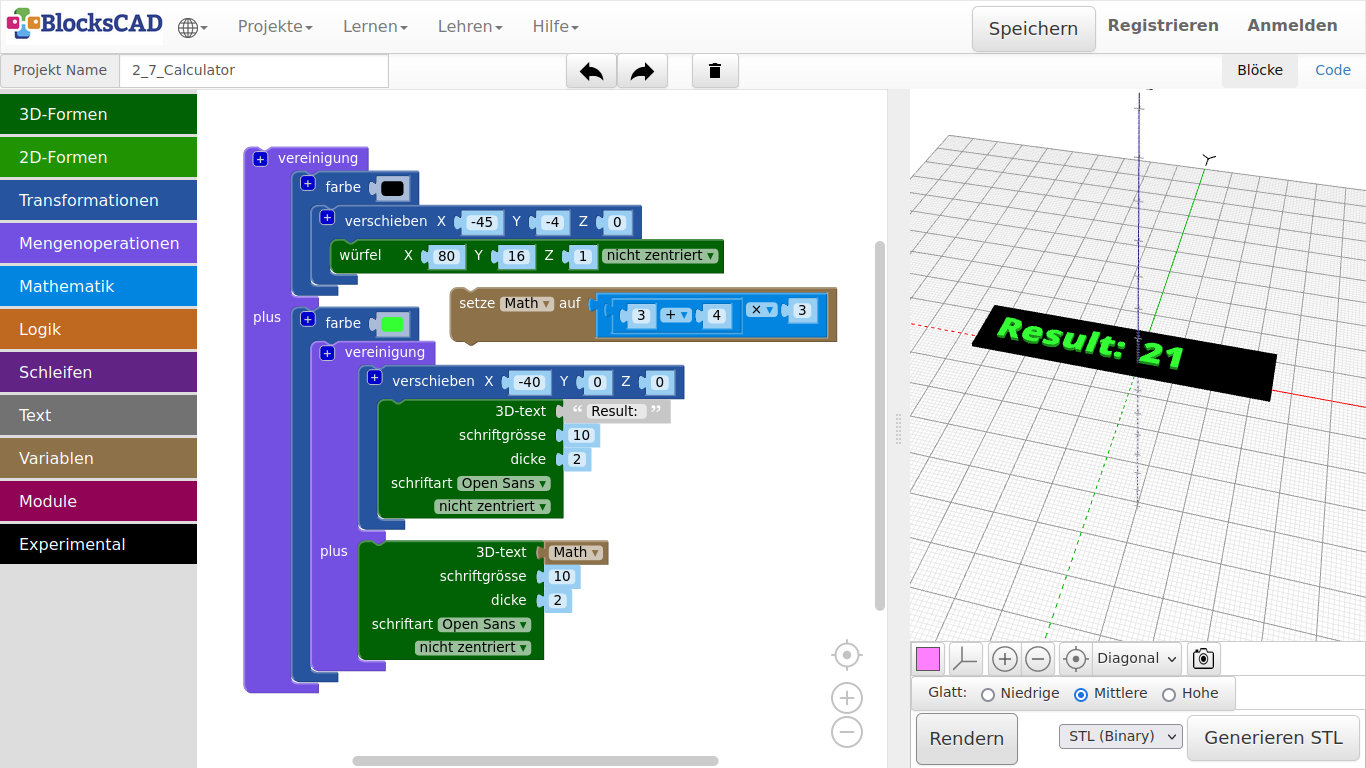 BlocksCAD Projekte Lernen Lehren Hilfe Speichern Registrieren Anmelden
Projekt Name 2_7_Calculator Blöcke Code
3D-Formen
2D-Formen
Transformationen
Mengenoperationen
Mathematik
Logik
Schleifen
Text
Variablen
Module
Experimental
+ vereinigung
+ farbe
+ verschieben X -45 Y -4 Z 0
würfel X 80 Y 16 Z 1 nicht zentriert
setze Math auf 3 + 4 × 3
plus + farbe
+ vereinigung
+ verschieben X -40 Y 0 Z 0
3D-text “ Result: ”
schriftgrösse 10
dicke 2
schriftart Open Sans
nicht zentriert
plus 3D-text Math
schriftgrösse 10
dicke 2
schriftart Open Sans
nicht zentriert
Y
Result: 21
Diagonal
Glatt: Niedrige Mittlere Hohe
Rendern STL (Binary) Generieren STL